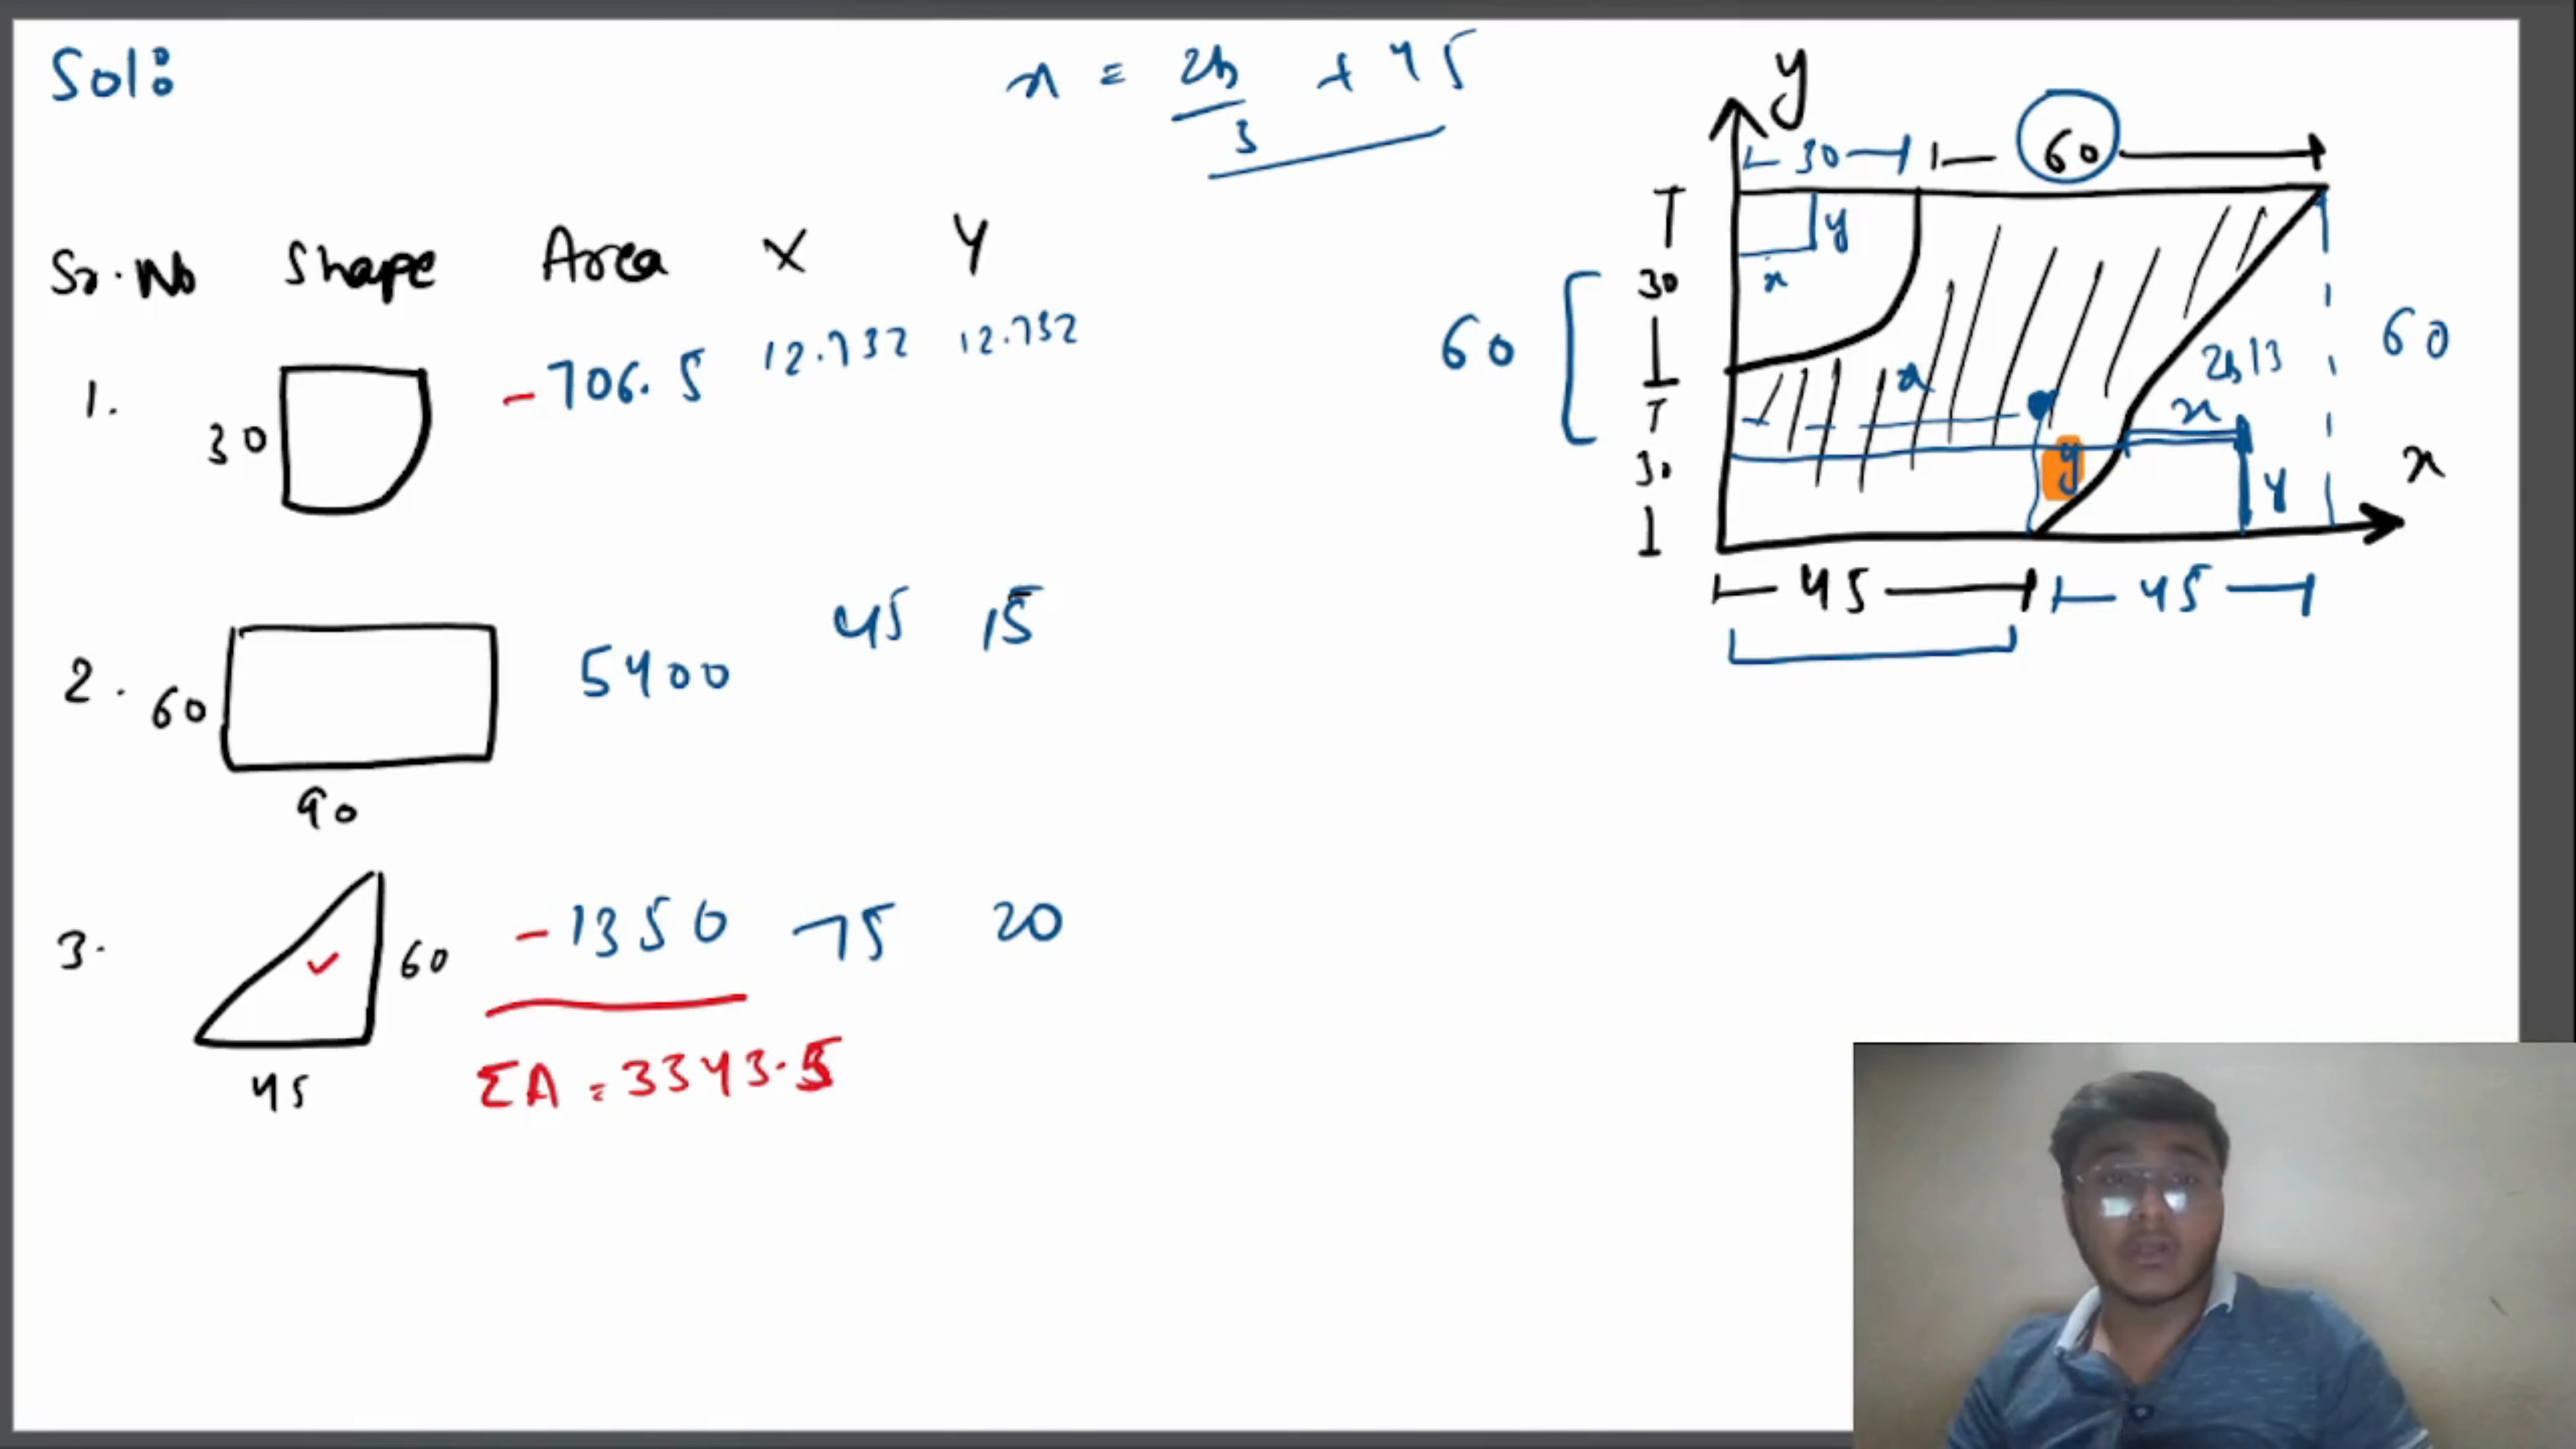 Sol:
x = 2b/3 + 45
Sr. No Shape Area X Y
1. 30 -706.5 12.732 12.732
2. 60 5400 45 15
90
3. 60 -1350 75 20
45
ΣA = 3343.5
y
30 60
y
30
x
60
60
2b/3
x
x
30
y
y
x
45 45